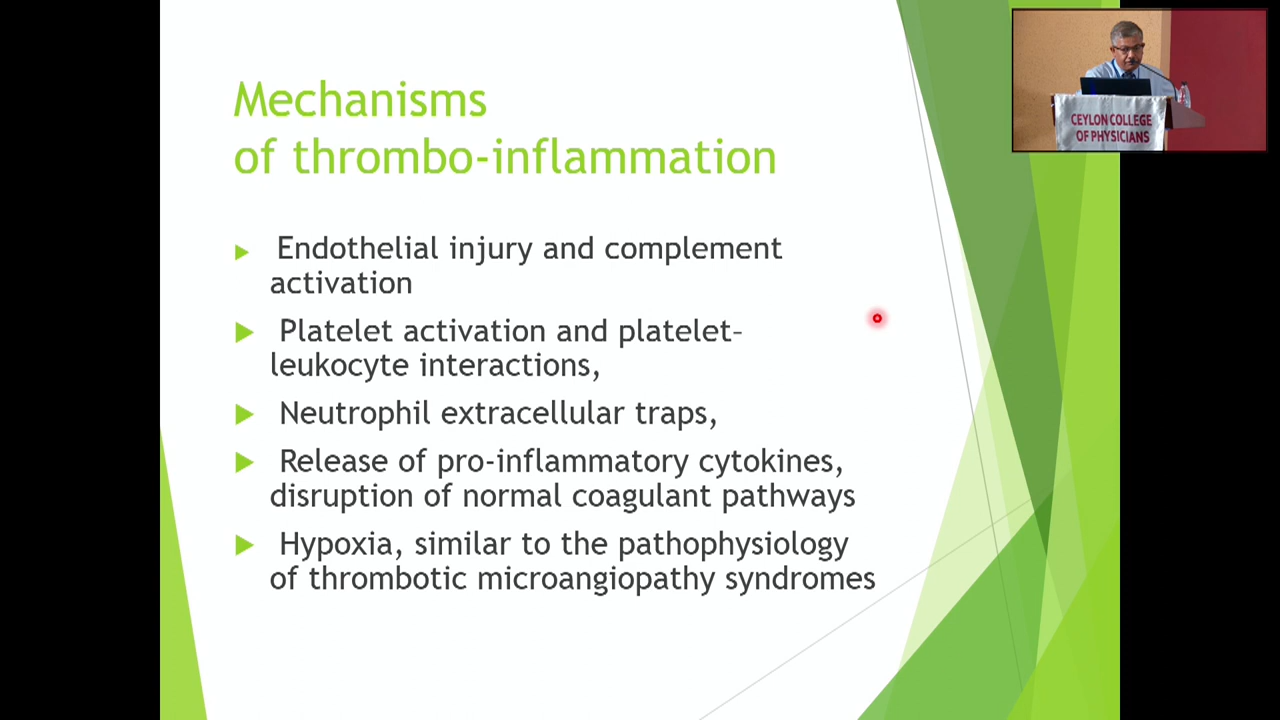 Mechanisms
of thrombo-inflammation
Endothelial injury and complement
activation
Platelet activation and platelet–
leukocyte interactions,
Neutrophil extracellular traps,
Release of pro-inflammatory cytokines,
disruption of normal coagulant pathways
Hypoxia, similar to the pathophysiology
of thrombotic microangiopathy syndromes
CEYLON COLLEGE
OF PHYSICIANS